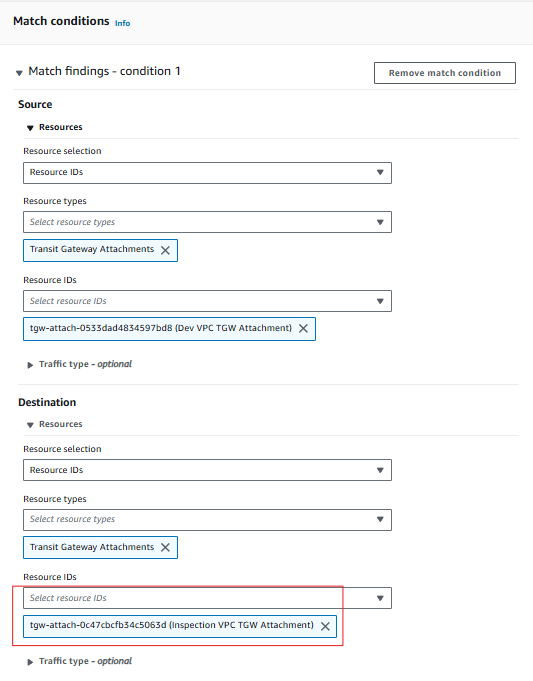 Match conditions Info
Match findings - condition 1
Remove match condition
Source
Resources
Resource selection
Resource IDs
Resource types
Select resource types
Transit Gateway Attachments
Resource IDs
Select resource IDs
tgw-attach-0533dad4834597bd8 (Dev VPC TGW Attachment)
Traffic type - optional
Destination
Resources
Resource selection
Resource IDs
Resource types
Select resource types
Transit Gateway Attachments
Resource IDs
Select resource IDs
tgw-attach-0c47cbcfb34c5063d (Inspection VPC TGW Attachment)
Traffic type - optional